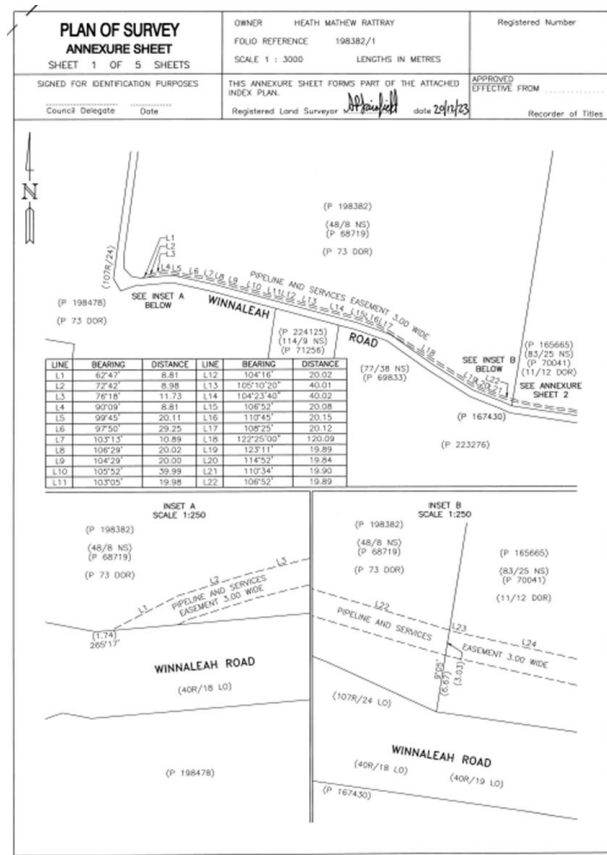 PLAN OF SURVEY
ANNEXURE SHEET
SHEET 1 OF 5 SHEETS
OWNER HEATH MATHEW RATTRAY
FOLIO REFERENCE 198382/1
SCALE 1 : 3000 LENGTHS IN METRES
Registered Number
SIGNED FOR IDENTIFICATION PURPOSES
Council Delegate Date
THIS ANNEXURE SHEET FORMS PART OF THE ATTACHED
INDEX PLAN.
Registered Land Surveyor date 20/12/23
APPROVED
EFFECTIVE FROM
Recorder of Titles
N
(P 198382)
(48/8 NS)
(P 68719)
(P 73 DOR)
(107R/24)
L1
L2
L3
L4 L5 L6 L7 L8 L9 L10 L11 L12 L13 L14 L15 L16 L17
PIPELINE AND SERVICES EASEMENT 3.00 WIDE
L18
SEE INSET A
BELOW
WINNALEAH
ROAD
(P 198478)
(P 73 DOR)
(P 224125)
(114/9 NS)
(P 71256)
(77/38 NS)
(P 69833)
SEE INSET B
BELOW
L22
L19 L20 L21
(P 165665)
(83/25 NS)
(P 70041)
(11/12 DOR)
SEE ANNEXURE
SHEET 2
(P 167430)
(P 223276)
LINE BEARING DISTANCE LINE BEARING DISTANCE
L1 62°47' 8.81 L12 104°16' 20.02
L2 72°42' 8.98 L13 105°10'20" 40.01
L3 76°18' 11.73 L14 104°23'40" 40.02
L4 90°09' 8.81 L15 106°52' 20.08
L5 99°45' 20.11 L16 110°45' 20.15
L6 97°50' 29.25 L17 108°25' 20.12
L7 103°13' 10.89 L18 122°25'00" 120.09
L8 106°29' 20.02 L19 123°11' 19.89
L9 104°29' 20.00 L20 114°52' 19.84
L10 105°52' 39.99 L21 110°34' 19.90
L11 103°05' 19.98 L22 106°52' 19.89
INSET A
SCALE 1:250
(P 198382)
(48/8 NS)
(P 68719)
(P 73 DOR)
L1
L2
L3
PIPELINE AND SERVICES
EASEMENT 3.00 WIDE
(1.74)
265°17'
WINNALEAH ROAD
(40R/18 LO)
(P 198478)
INSET B
SCALE 1:250
(P 198382)
(48/8 NS)
(P 68719)
(P 73 DOR)
(P 165665)
(83/25 NS)
(P 70041)
(11/12 DOR)
L22
L23
L24
PIPELINE AND SERVICES
EASEMENT 3.00 WIDE
9°05'
(6.67)
(3.03)
(107R/24 LO)
WINNALEAH ROAD
(40R/18 LO)
(40R/19 LO)
(P 167430)